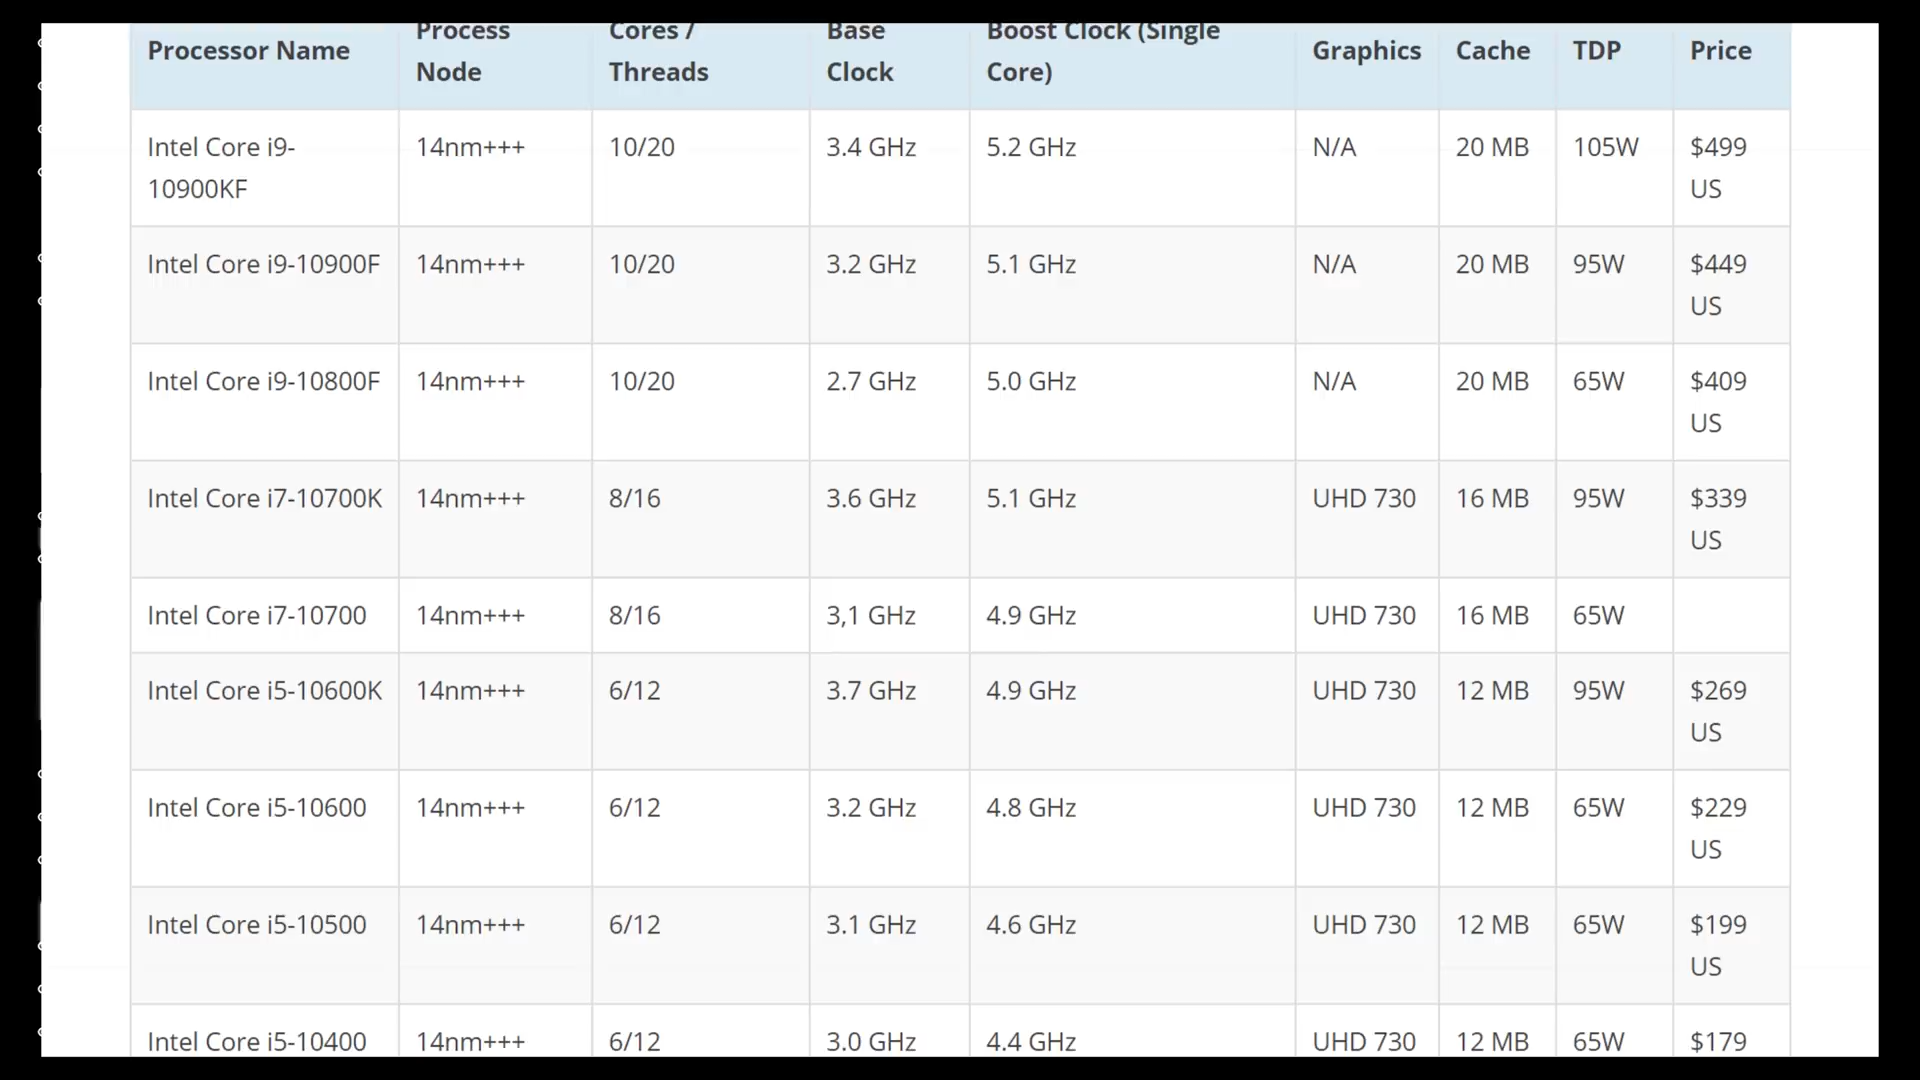 Processor Name Process Node Cores / Threads Base Clock Boost Clock (Single Core) Graphics Cache TDP Price
Intel Core i9-10900KF 14nm+++ 10/20 3.4 GHz 5.2 GHz N/A 20 MB 105W $499 US
Intel Core i9-10900F 14nm+++ 10/20 3.2 GHz 5.1 GHz N/A 20 MB 95W $449 US
Intel Core i9-10800F 14nm+++ 10/20 2.7 GHz 5.0 GHz N/A 20 MB 65W $409 US
Intel Core i7-10700K 14nm+++ 8/16 3.6 GHz 5.1 GHz UHD 730 16 MB 95W $339 US
Intel Core i7-10700 14nm+++ 8/16 3,1 GHz 4.9 GHz UHD 730 16 MB 65W
Intel Core i5-10600K 14nm+++ 6/12 3.7 GHz 4.9 GHz UHD 730 12 MB 95W $269 US
Intel Core i5-10600 14nm+++ 6/12 3.2 GHz 4.8 GHz UHD 730 12 MB 65W $229 US
Intel Core i5-10500 14nm+++ 6/12 3.1 GHz 4.6 GHz UHD 730 12 MB 65W $199 US
Intel Core i5-10400 14nm+++ 6/12 3.0 GHz 4.4 GHz UHD 730 12 MB 65W $179